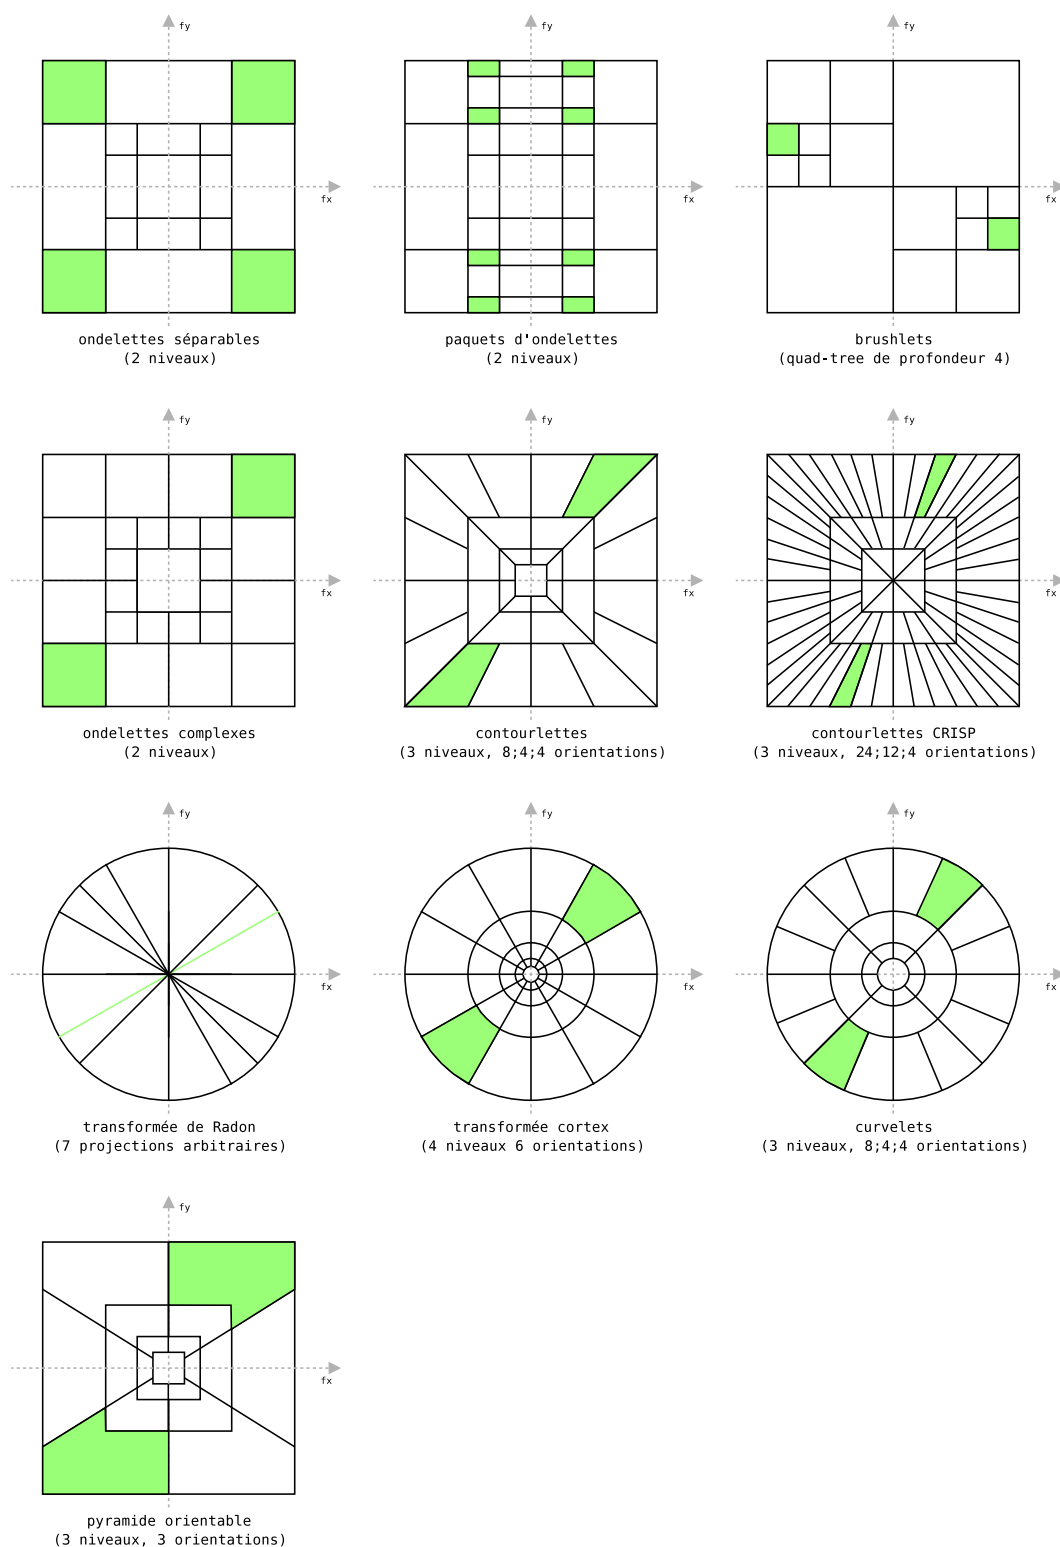 fy
fy
fy
fx
fx
fx
ondelettes séparables
(2 niveaux)
paquets d'ondelettes
(2 niveaux)
brushlets
(quad-tree de profondeur 4)
fy
fy
fy
fx
fx
fx
ondelettes complexes
(2 niveaux)
contourlettes
(3 niveaux, 8;4;4 orientations)
contourlettes CRISP
(3 niveaux, 24;12;4 orientations)
fy
fy
fy
fx
fx
fx
transformée de Radon
(7 projections arbitraires)
transformée cortex
(4 niveaux 6 orientations)
curvelets
(3 niveaux, 8;4;4 orientations)
fy
fx
pyramide orientable
(3 niveaux, 3 orientations)